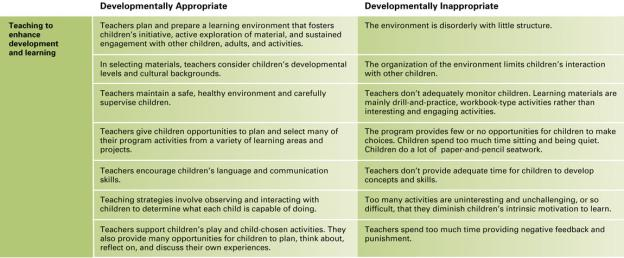 Developmentally Appropriate
Developmentally Inappropriate
Teaching to
enhance
development
and learning
Teachers plan and prepare a learning environment that fosters
children's initiative, active exploration of material, and sustained
engagement with other children, adults, and activities.
The environment is disorderly with little structure.
In selecting materials, teachers consider children's developmental
levels and cultural backgrounds.
The organization of the environment limits children's interaction
with other children.
Teachers maintain a safe, healthy environment and carefully
supervise children.
Teachers don't adequately monitor children. Learning materials are
mainly drill-and-practice, workbook-type activities rather than
interesting and engaging activities.
Teachers give children opportunities to plan and select many of
their program activities from a variety of learning areas and
projects.
The program provides few or no opportunities for children to make
choices. Children spend too much time sitting and being quiet.
Children do a lot of paper-and-pencil seatwork.
Teachers encourage children's language and communication
skills.
Teachers don't provide adequate time for children to develop
concepts and skills.
Teaching strategies involve observing and interacting with
children to determine what each child is capable of doing.
Too many activities are uninteresting and unchallenging, or so
difficult, that they diminish children's intrinsic motivation to learn.
Teachers support children's play and child-chosen activities. They
also provide many opportunities for children to plan, think about,
reflect on, and discuss their own experiences.
Teachers spend too much time providing negative feedback and
punishment.